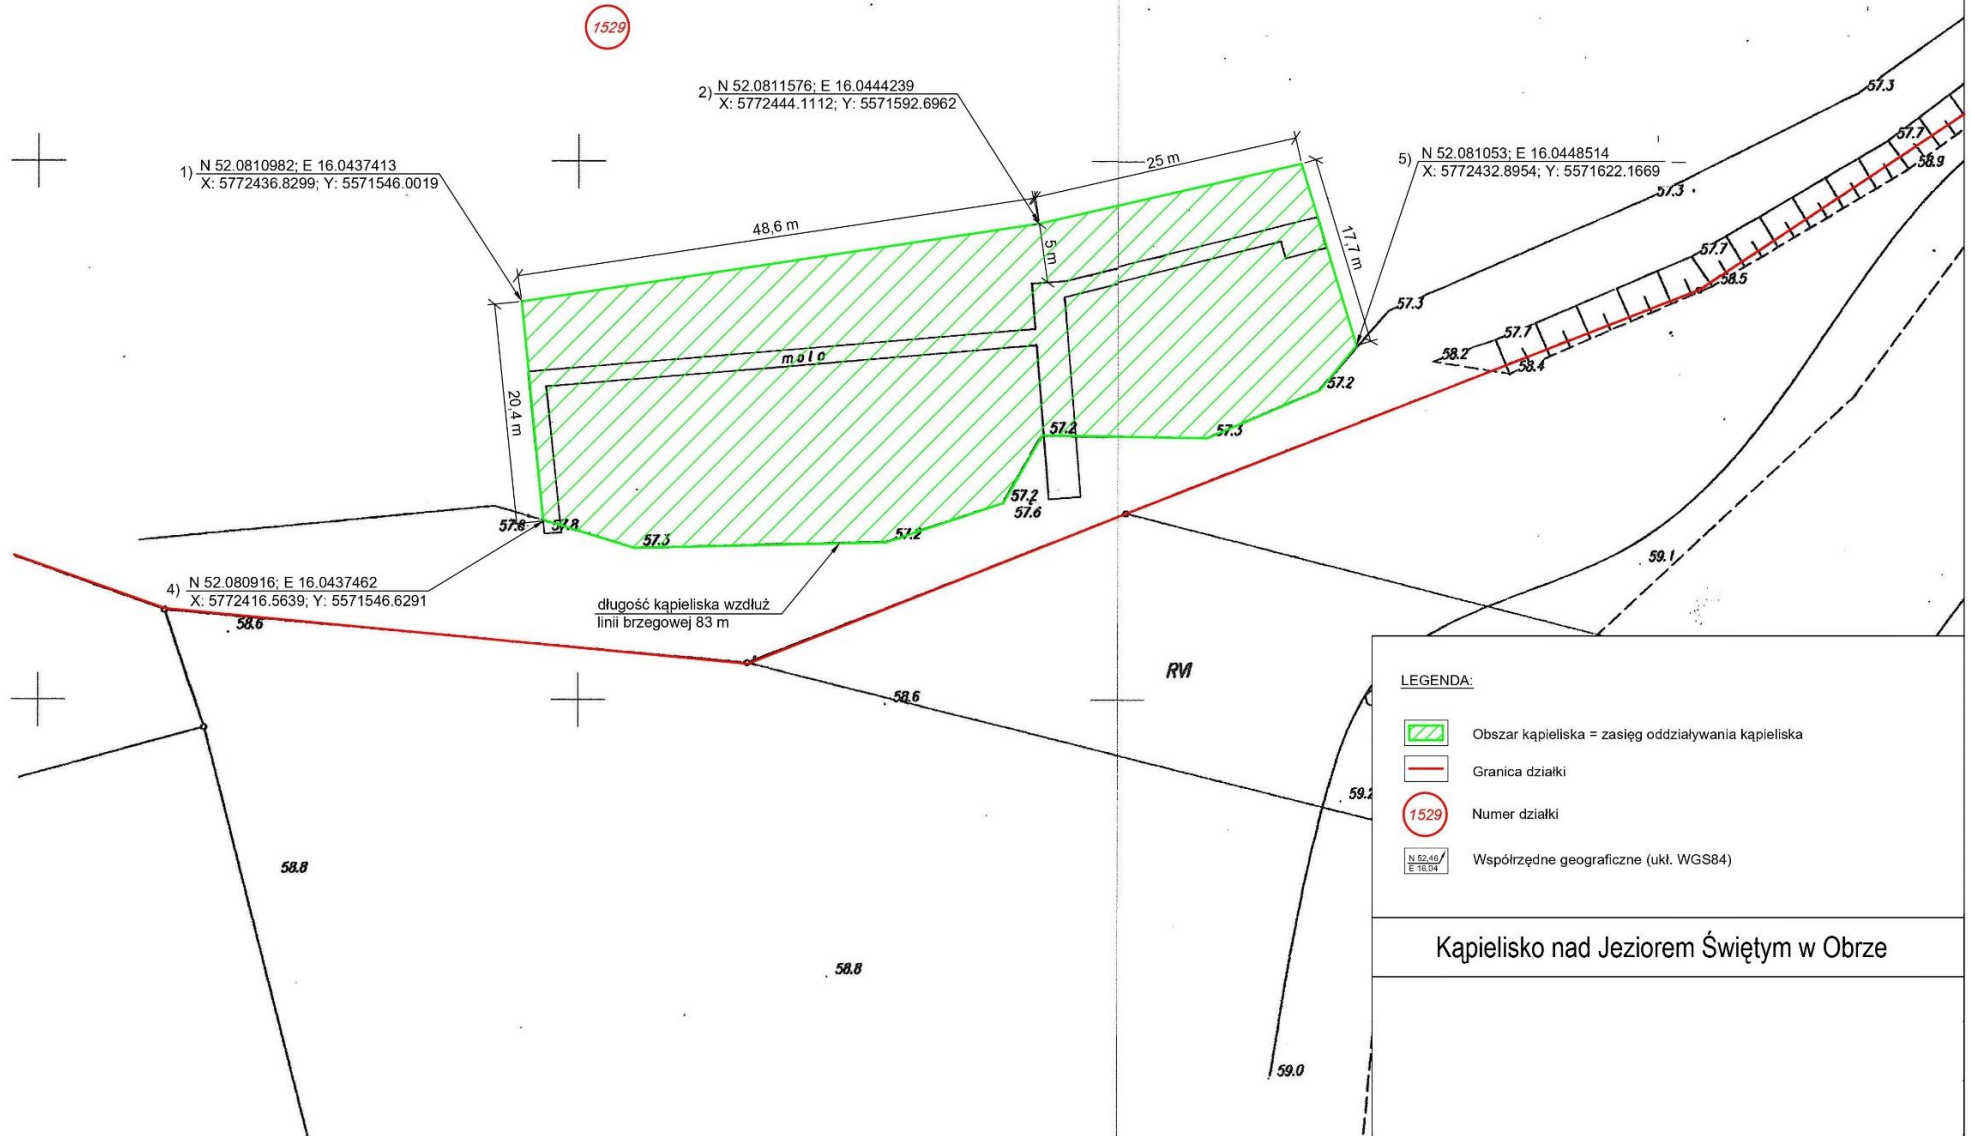 1529
2) N 52.0811576; E 16.0444239
X: 5772444.1112; Y: 5571592.6962
57.3
57.7
58.9
25 m
5) N 52.081053; E 16.0448514
X: 5772432.8954; Y: 5571622.1669
1) N 52.0810982; E 16.0437413
X: 5772436.8299; Y: 5571546.0019
57.3
48,6 m
5 m
17,7 m
57.7
58.5
57.3
57.7
58.2
58.4
molo
57.2
20,4 m
57.2
57.3
57.2
57.6
57.8
57.8
57.3
57.2
59.1
4) N 52.080916; E 16.0437462
X: 5772416.5639; Y: 5571546.6291
58.6
długość kąpieliska wzdłuż
linii brzegowej 83 m
RVI
58.6
59.2
58.8
58.8
59.0
LEGENDA:
Obszar kąpieliska = zasięg oddziaływania kąpieliska
Granica działki
1529
Numer działki
N 52,46
E 16,04
Współrzędne geograficzne (ukł. WGS84)
Kąpielisko nad Jeziorem Świętym w Obrze